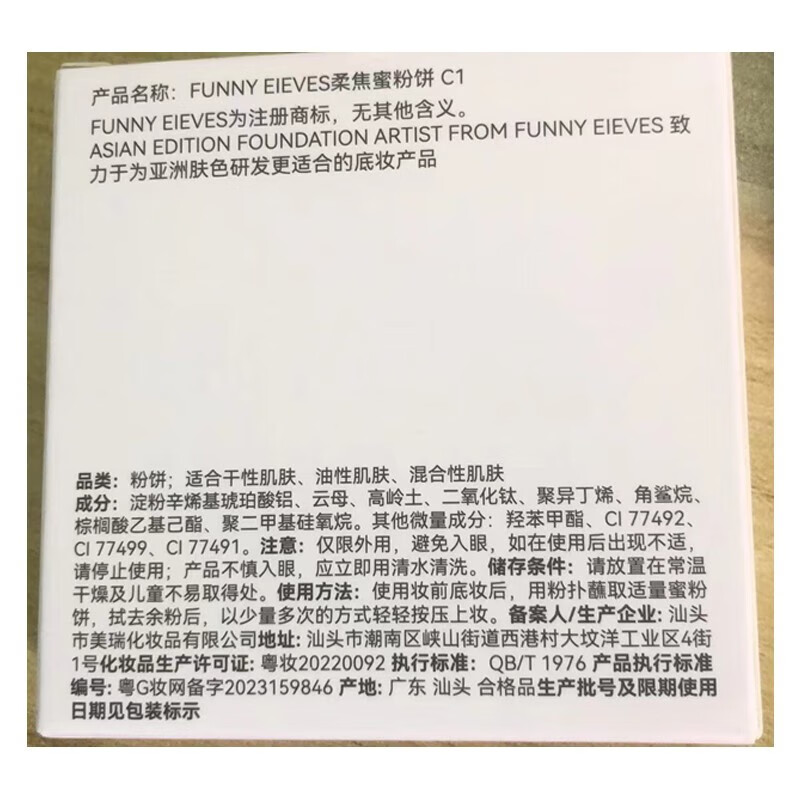 产品名称：FUNNY EIEVES柔焦蜜粉饼 C1
FUNNY EIEVES为注册商标，无其他含义。
ASIAN EDITION FOUNDATION ARTIST FROM FUNNY EIEVES 致
力于为亚洲肤色研发更适合的底妆产品
品类：粉饼；适合干性肌肤、油性肌肤、混合性肌肤
成分：淀粉辛烯基琥珀酸铝、云母、高岭土、二氧化钛、聚异丁烯、角鲨烷、
棕榈酸乙基己酯、聚二甲基硅氧烷。其他微量成分：羟苯甲酯、CI 77492、
CI 77499、CI 77491。注意：仅限外用，避免入眼，如在使用后出现不适，
请停止使用；产品不慎入眼，应立即用清水清洗。储存条件：请放置在常温
干燥及儿童不易取得处。使用方法：使用妆前底妆后，用粉扑蘸取适量蜜粉
饼，拭去余粉后，以少量多次的方式轻轻按压上妆。备案人/生产企业：汕头
市美瑞化妆品有限公司地址: 汕头市潮南区峡山街道西港村大坟洋工业区4街
1号化妆品生产许可证: 粤妆20220092 执行标准：QB/T 1976 产品执行标准
编号: 粤G妆网备字2023159846 产地: 广东 汕头 合格品生产批号及限期使用
日期见包装标示